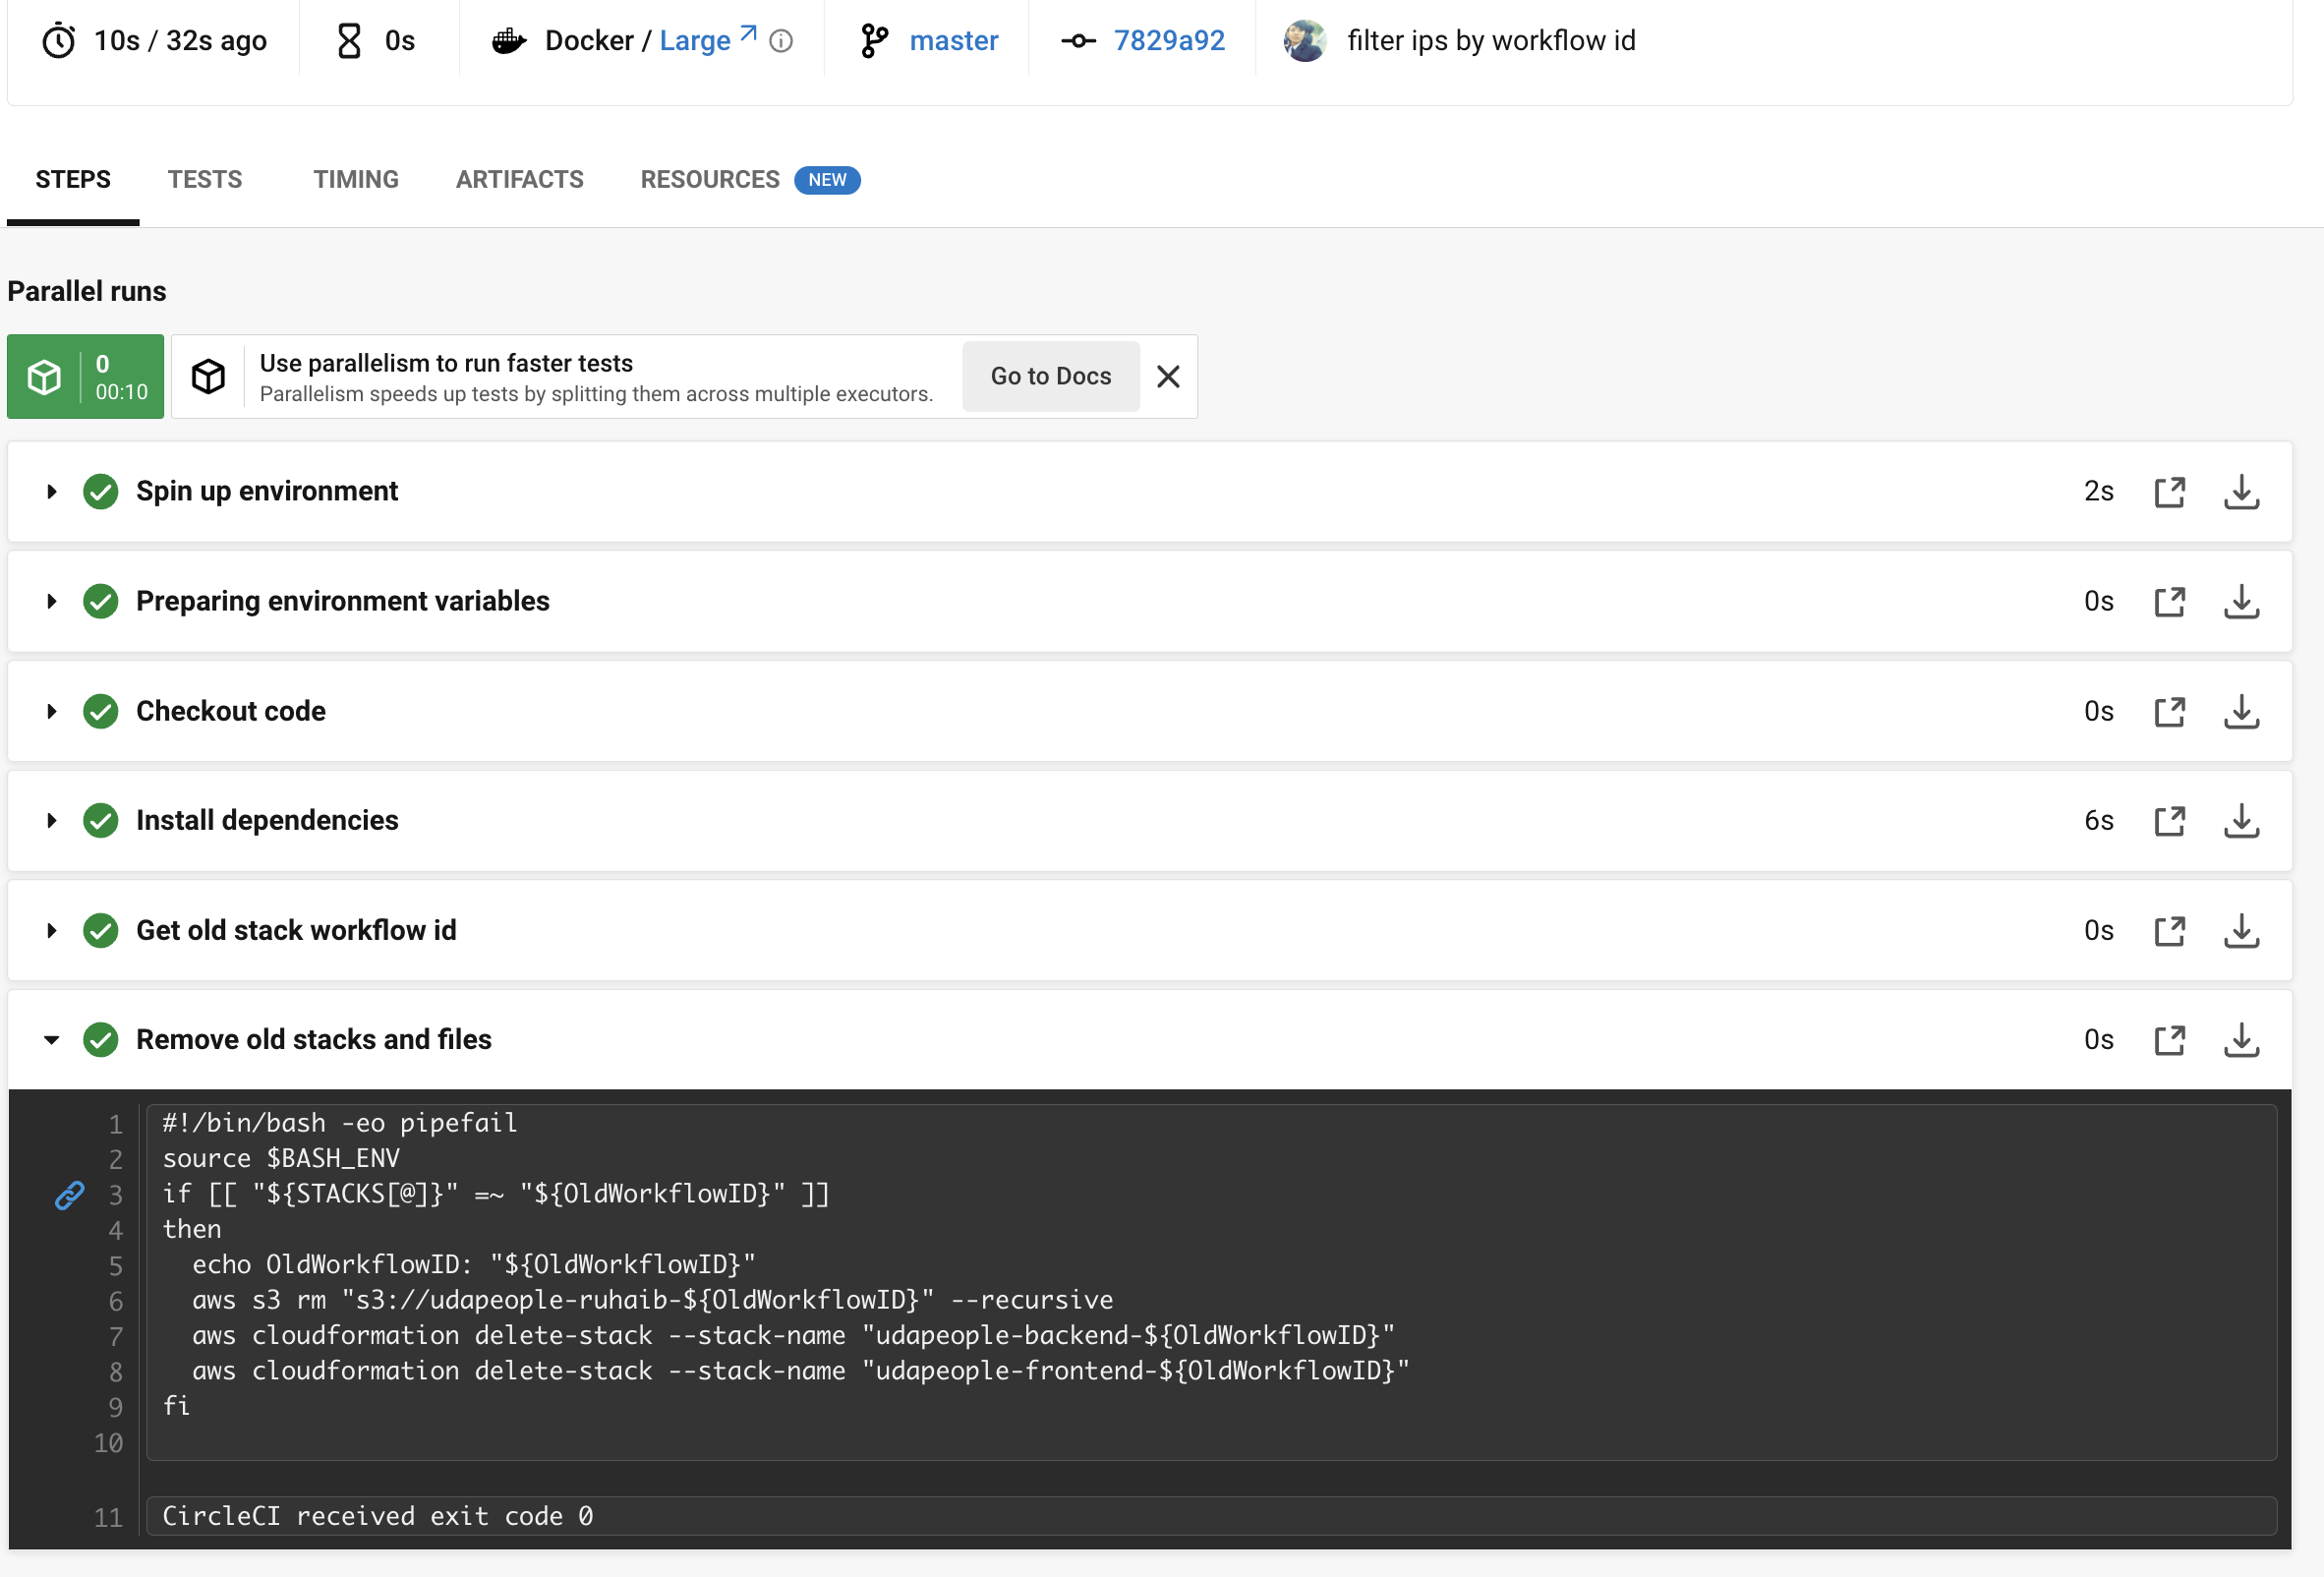 10s / 32s ago 0s Docker / Large master 7829a92 filter ips by workflow id
STEPS TESTS TIMING ARTIFACTS RESOURCES NEW
Parallel runs
0
00:10
Use parallelism to run faster tests
Parallelism speeds up tests by splitting them across multiple executors.
Go to Docs
Spin up environment 2s
Preparing environment variables 0s
Checkout code 0s
Install dependencies 6s
Get old stack workflow id 0s
Remove old stacks and files 0s
1 #!/bin/bash -eo pipefail
2 source $BASH_ENV
3 if [[ "${STACKS[@]}" =~ "${OldWorkflowID}" ]]
4 then
5   echo OldWorkflowID: "${OldWorkflowID}"
6   aws s3 rm "s3://udapeople-ruhaib-${OldWorkflowID}" --recursive
7   aws cloudformation delete-stack --stack-name "udapeople-backend-${OldWorkflowID}"
8   aws cloudformation delete-stack --stack-name "udapeople-frontend-${OldWorkflowID}"
9 fi
10
11 CircleCI received exit code 0